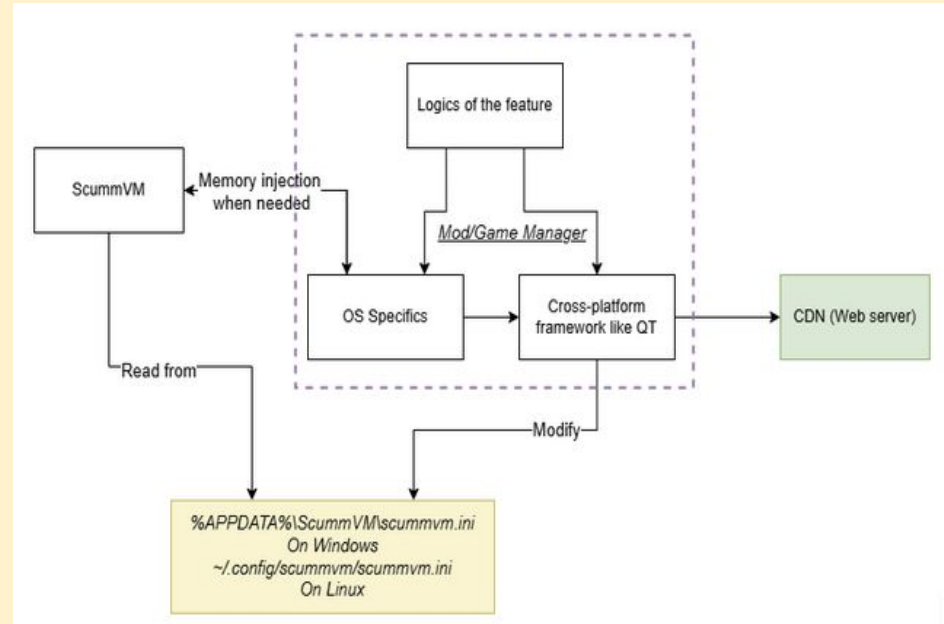 Logics of the feature
ScummVM
Memory injection
when needed
Mod/Game Manager
OS Specifics
Cross-platform
framework like QT
CDN (Web server)
Read from
Modify
%APPDATA%\ScummVM\scummvm.ini
On Windows
~/.config/scummvm/scummvm.ini
On Linux